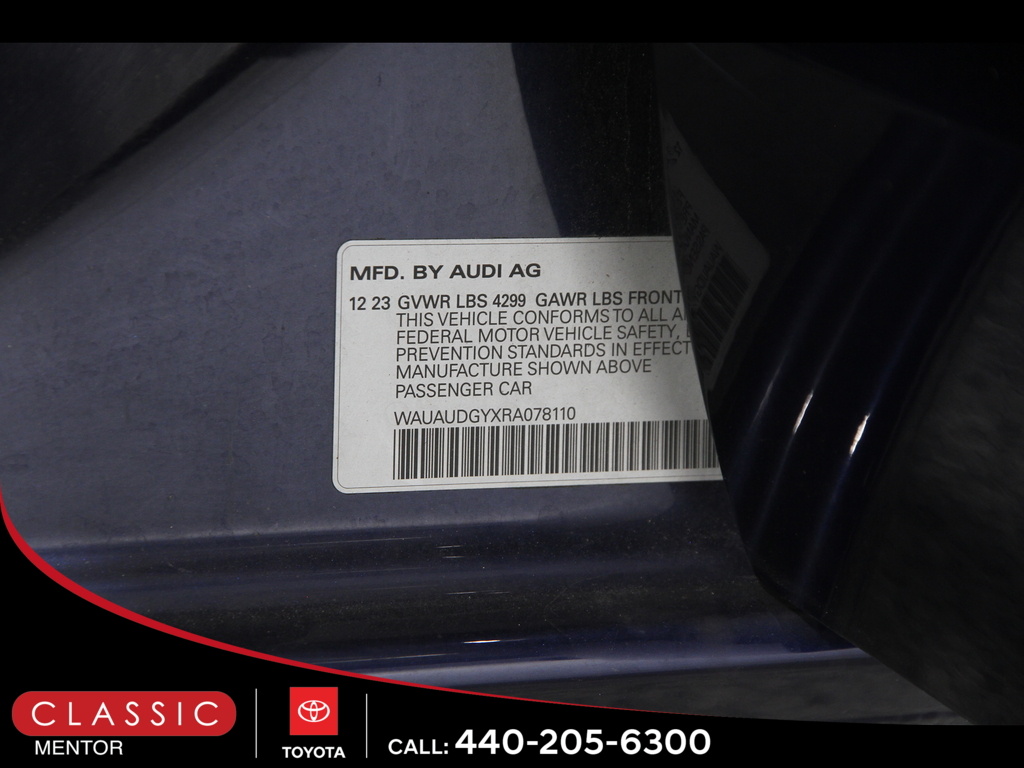 MFD. BY AUDI AG
12 23 GVWR LBS 4299 GAWR LBS FRONT
THIS VEHICLE CONFORMS TO ALL
FEDERAL MOTOR VEHICLE SAFETY,
PREVENTION STANDARDS IN EFFECT
MANUFACTURE SHOWN ABOVE
PASSENGER CAR
WAUAUDGYXRA078110
CLASSIC
MENTOR
TOYOTA
CALL: 440-205-6300